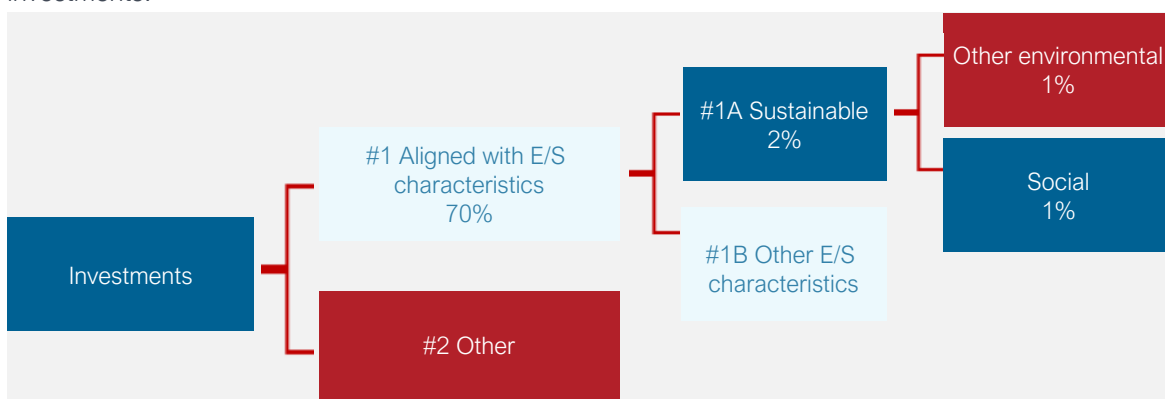 Investments
#1 Aligned with E/S
characteristics
70%
#2 Other
#1A Sustainable
2%
#1B Other E/S
characteristics
Other environmental
1%
Social
1%